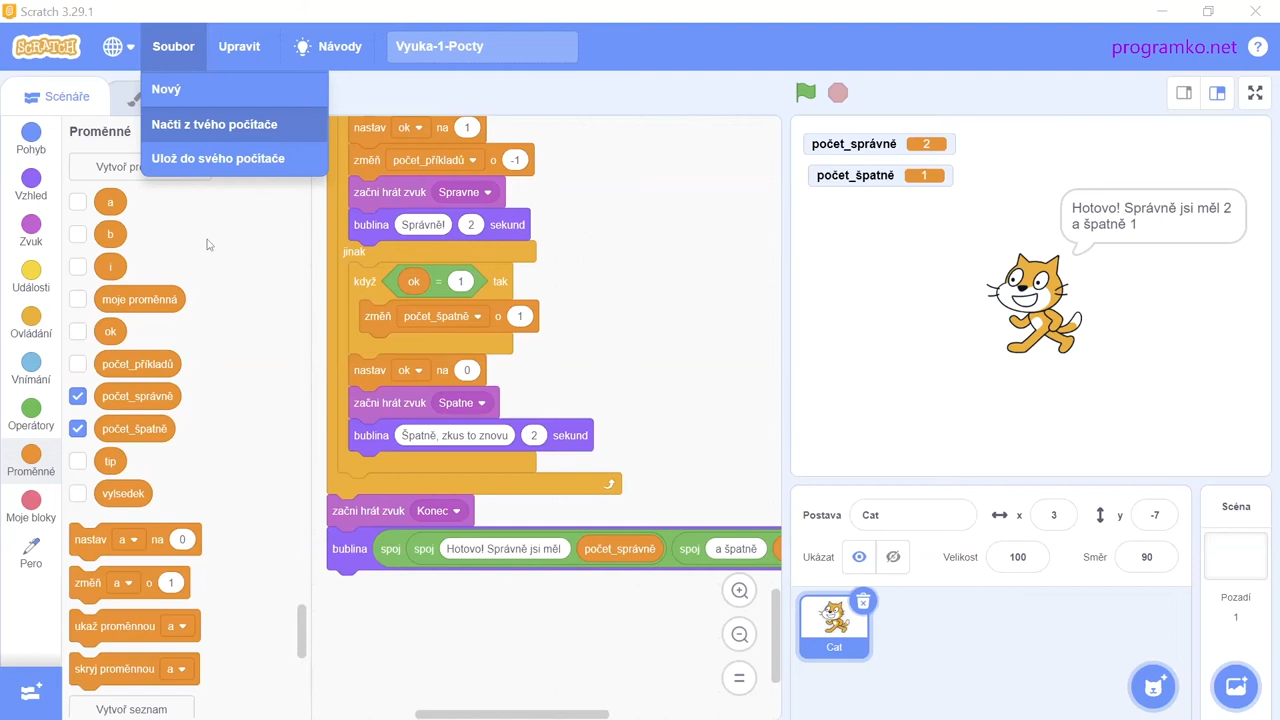 Scratch 3.29.1
SCRATCH
Soubor
Upravit
Návody
Vyuka-1-Pocty
programko.net
?
Nový
Načti z tvého počítače
Ulož do svého počítače
Scénáře
Pohyb
Vzhled
Zvuk
Události
Ovládání
Vnímání
Operátory
Proměnné
Moje bloky
Pero
Proměnné
a
b
i
moje proměnná
ok
počet_příkladů
počet_správně
počet_špatně
tip
vylsedek
nastav a na 0
změň a o 1
ukaž proměnnou a
skryj proměnnou a
Vytvoř seznam
nastav ok na 1
změň počet_příkladů o -1
začni hrát zvuk Spravne
bublina Správně! 2 sekund
jinak
když ok = 1 tak
změň počet_špatně o 1
nastav ok na 0
začni hrát zvuk Spatne
bublina Špatně, zkus to znovu 2 sekund
začni hrát zvuk Konec
bublina spoj spoj Hotovo! Správně jsi měl počet_správně spoj a špatně
počet_správně 2
počet_špatně 1
Hotovo! Správně jsi měl 2
a špatně 1
Postava Cat x 3 y -7
Ukázat Velikost 100 Směr 90
Cat
Scéna
Pozadí
1